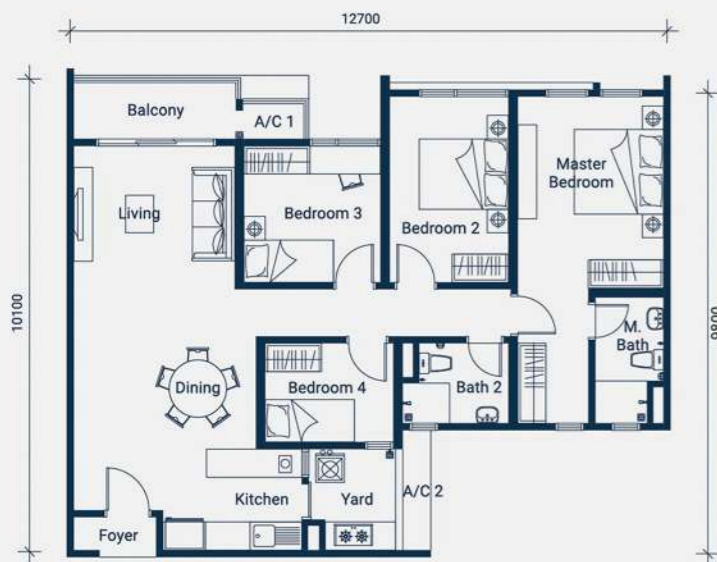 12700
Balcony
A/C 1
Master
Bedroom
Living
Bedroom 3
Bedroom 2
10100
9800
M.
Bath
Dining
Bedroom 4
Bath 2
Kitchen
Yard
A/C 2
Foyer